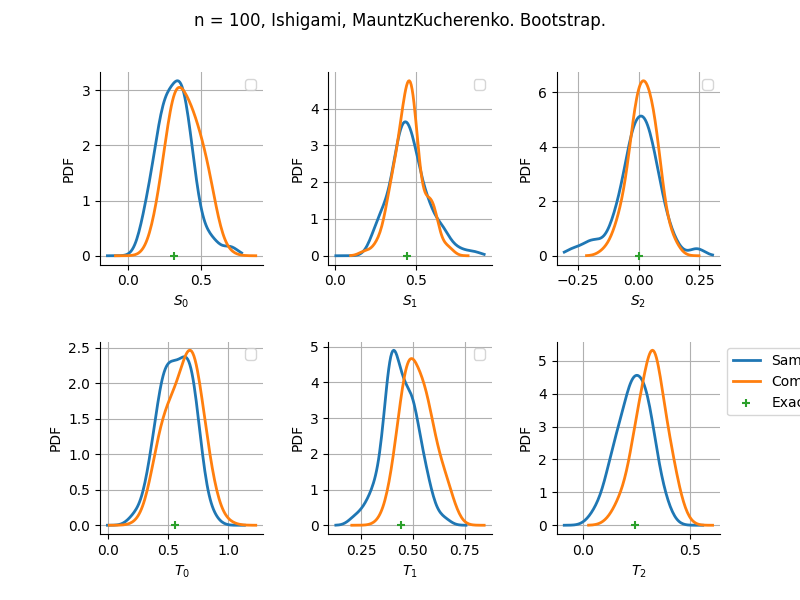 n = 100, Ishigami, MauntzKucherenko. Bootstrap.
3
2
1
0
PDF
0.0 0.5
S0
4
3
2
1
0
PDF
0.0 0.5
S1
6
4
2
0
PDF
−0.25 0.00 0.25
S2
2.5
2.0
1.5
1.0
0.5
0.0
PDF
0.0 0.5 1.0
T0
5
4
3
2
1
0
PDF
0.25 0.50 0.75
T1
5
4
3
2
1
0
PDF
0.0 0.5
T2
Sam
Com
Exac